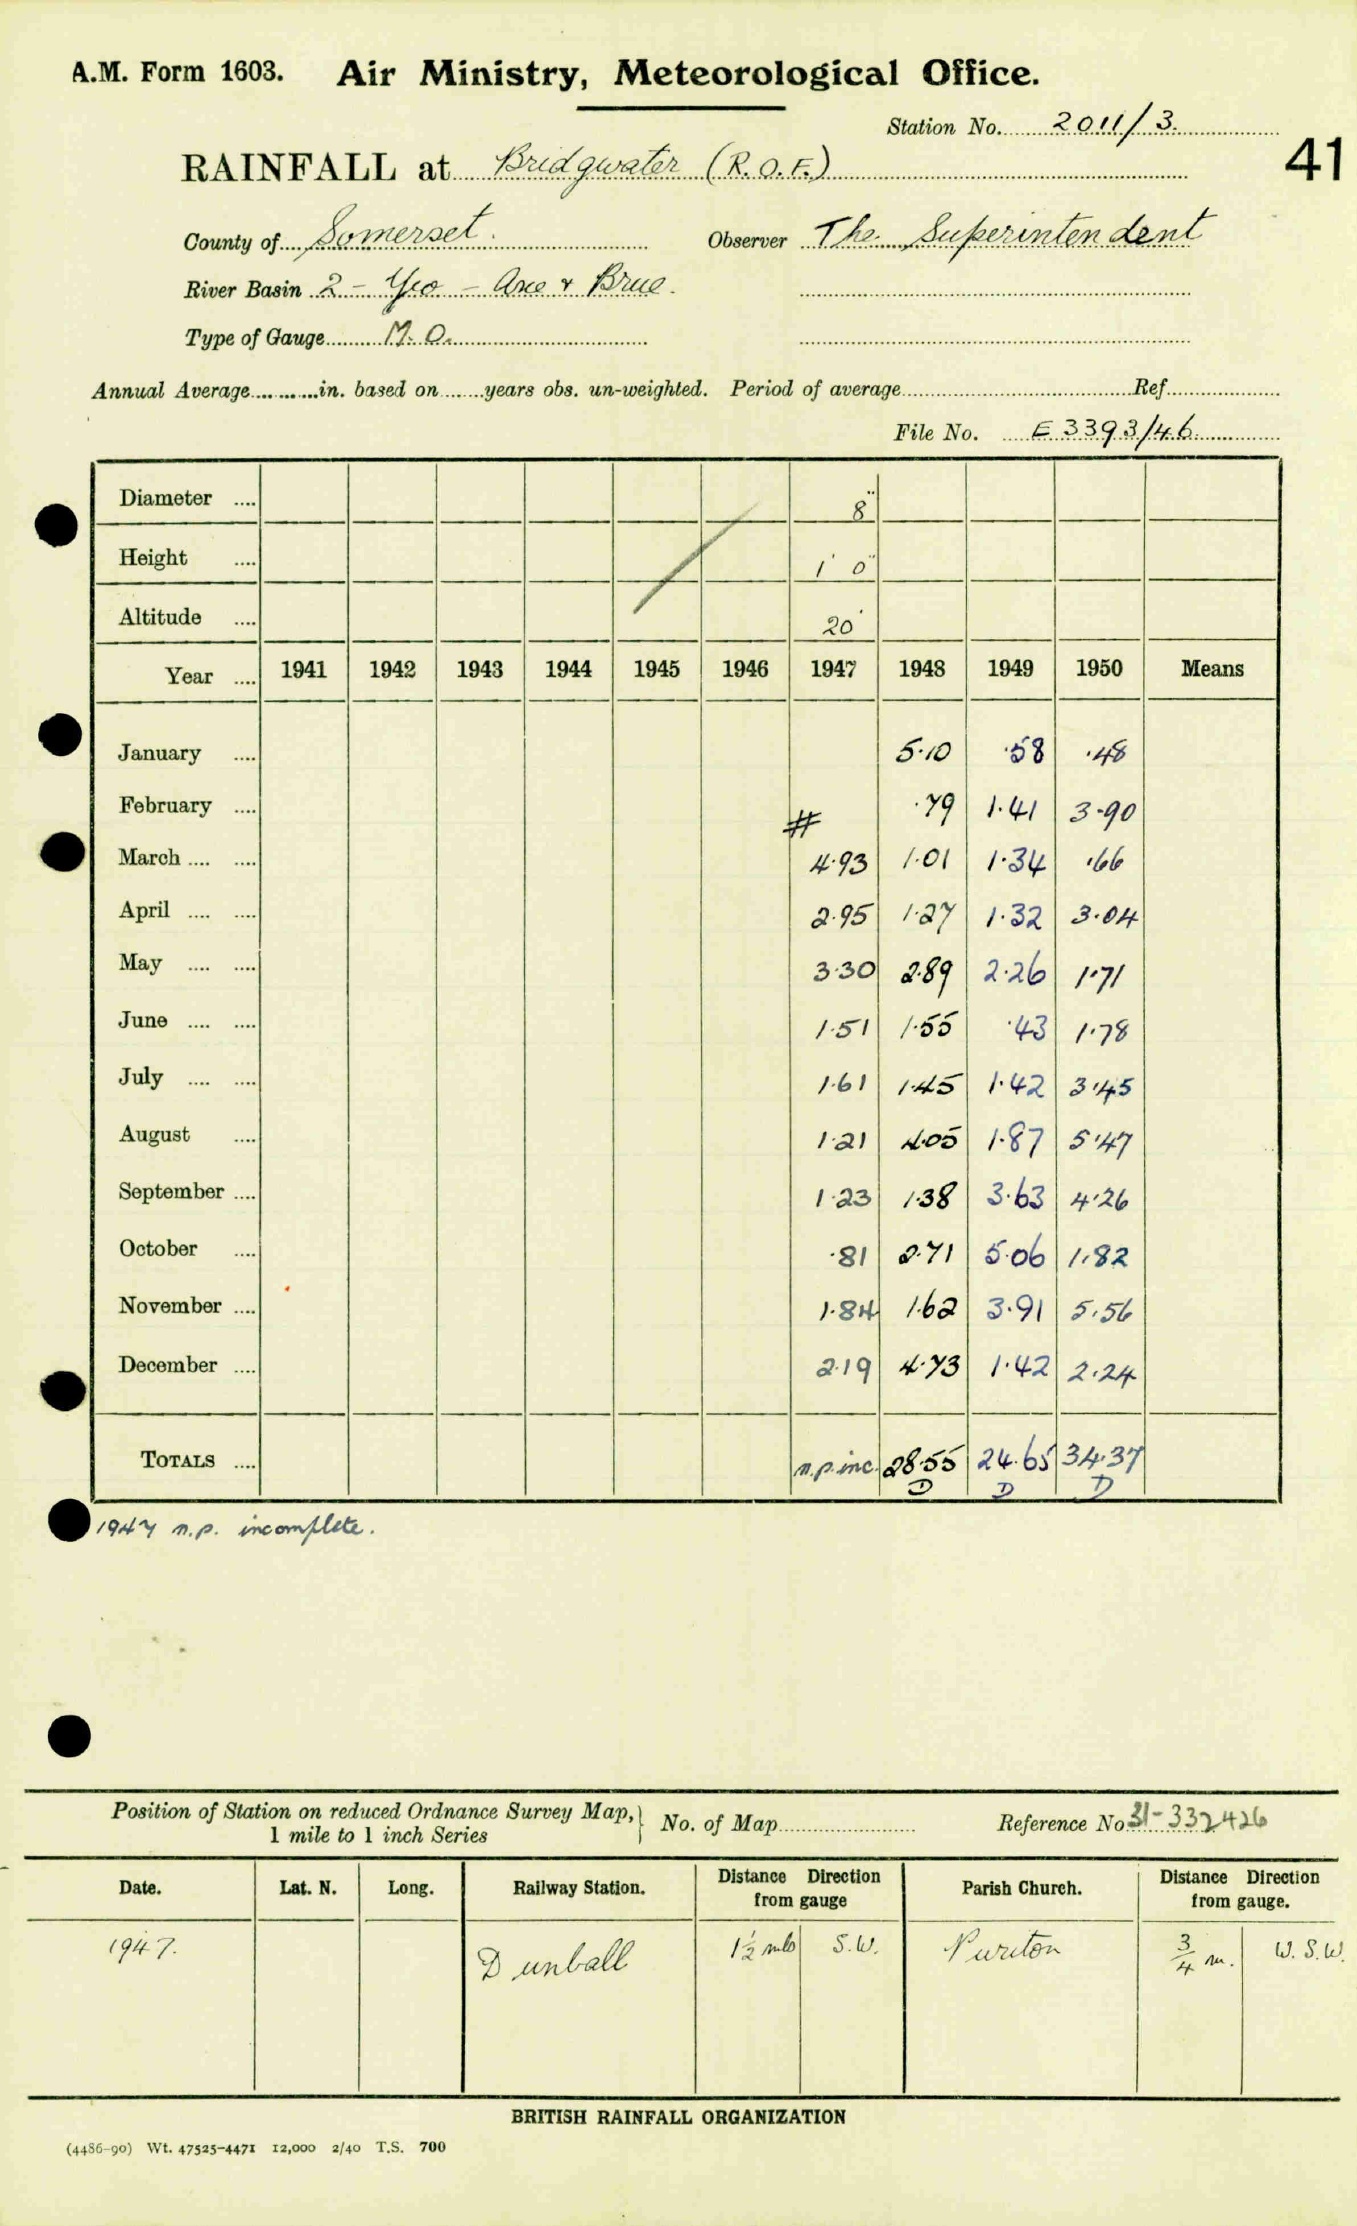 A.M. Form 1603. Air Ministry, Meteorological Office.
Station No. 2011/3.
41
RAINFALL at Bridgwater (R.O.F.)
County of Somerset. Observer The Superintendent
River Basin 2 - Yeo - Axe & Brue.
Type of Gauge M.O.
Annual Average............in. based on.......years obs. un-weighted. Period of average........Ref........
File No. E 3393/46
Diameter .... 8"
Height .... 1' 0"
Altitude .... 20'
Year .... 1941 1942 1943 1944 1945 1946 1947 1948 1949 1950 Means
January .... 5.10 .58 .48
February .... # .79 1.41 3.90
March .... .... 4.93 1.01 1.34 .66
April .... .... 2.95 1.27 1.32 3.04
May .... .... 3.30 2.89 2.26 1.71
June .... .... 1.51 1.55 .43 1.78
July .... .... 1.61 1.45 1.42 3.45
August .... 1.21 4.05 1.87 5.47
September .... 1.23 1.38 3.63 4.26
October .... .81 2.71 5.06 1.82
November .... 1.84 1.62 3.91 5.56
December .... 2.19 4.73 1.42 2.24
TOTALS .... n.p.inc. 28.55 24.65 34.37
D D D
1947 n.p. incomplete.
Position of Station on reduced Ordnance Survey Map, 1 mile to 1 inch Series } No. of Map........ Reference No 31-332426
Date. Lat. N. Long. Railway Station. Distance Direction from gauge Parish Church. Distance Direction from gauge.
1947. Dunball 1½ mls S.W. Puriton ¾ m. W.S.W.
BRITISH RAINFALL ORGANIZATION
(4486-90) Wt. 47525-4471 12,000 2/40 T.S. 700